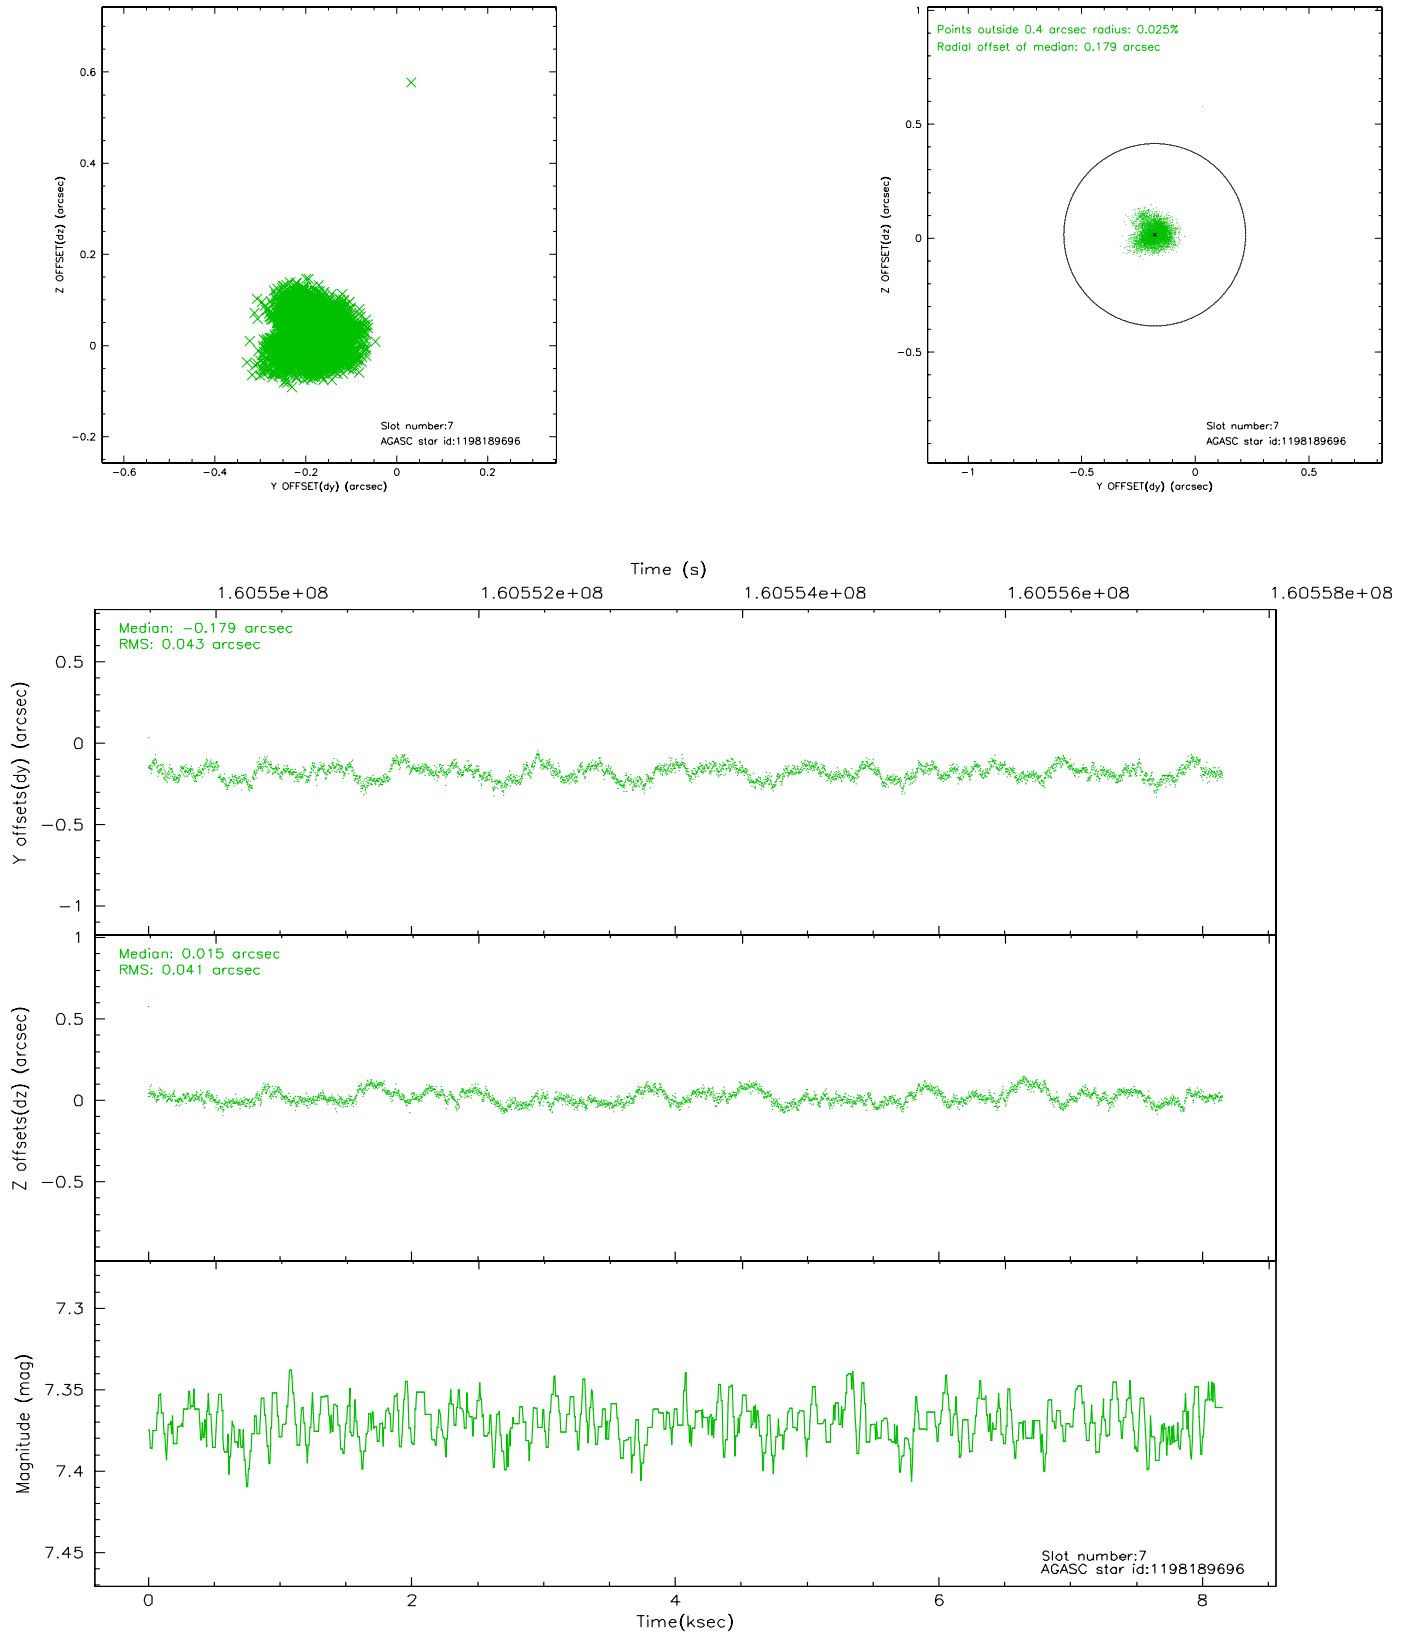 0.6
0.4
0.2
0
−0.2
Z OFFSET(dz) (arcsec)
Slot number:7
AGASC star id:1198189696
−0.6 −0.4 −0.2 0 0.2
Y OFFSET(dy) (arcsec)
Points outside 0.4 arcsec radius: 0.025%
Radial offset of median: 0.179 arcsec
1
0.5
0
−0.5
Z OFFSET(dz) (arcsec)
Slot number:7
AGASC star id:1198189696
−1 −0.5 0 0.5
Y OFFSET(dy) (arcsec)
Time (s)
1.6055e+08 1.60552e+08 1.60554e+08 1.60556e+08 1.60558e+08
Median: −0.179 arcsec
RMS: 0.043 arcsec
0.5
0
−0.5
−1
Y offsets(dy) (arcsec)
Median: 0.015 arcsec
RMS: 0.041 arcsec
1
0.5
0
−0.5
Z offsets(dz) (arcsec)
7.3
7.35
7.4
7.45
Magnitude (mag)
Slot number:7
AGASC star id:1198189696
0 2 4 6 8
Time(ksec)